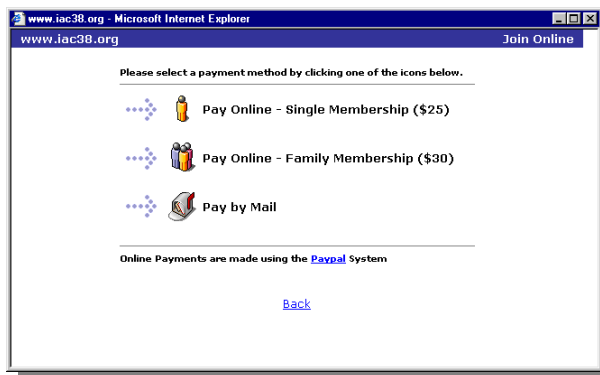 www.iac38.org - Microsoft Internet Explorer
www.iac38.org Join Online
Please select a payment method by clicking one of the icons below.
Pay Online - Single Membership ($25)
Pay Online - Family Membership ($30)
Pay by Mail
Online Payments are made using the Paypal System
Back